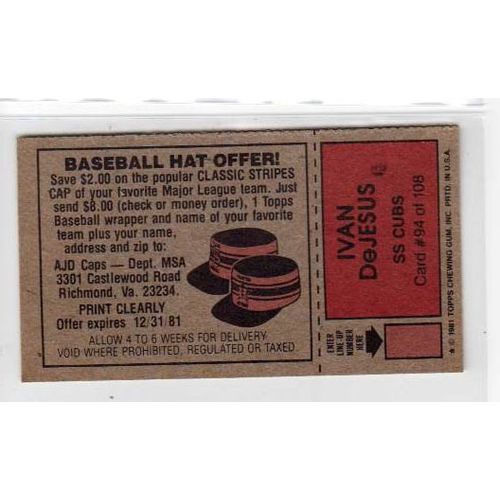 BASEBALL HAT OFFER!
Save $2.00 on the popular CLASSIC STRIPES
CAP of your favorite Major League team. Just
send $8.00 (check or money order), 1 Topps
Baseball wrapper and name of your favorite
team plus your name,
address and zip to:
AJD Caps — Dept. MSA
3301 Castlewood Road
Richmond, Va. 23234.
PRINT CLEARLY
Offer expires 12/31/81
ALLOW 4 TO 6 WEEKS FOR DELIVERY
VOID WHERE PROHIBITED, REGULATED OR TAXED
IVAN
DeJESUS
SS CUBS
Card #94 of 108
ENTER
LINE-UP
NUMBER
HERE
★ © 1981 TOPPS CHEWING GUM, INC. PRTD. IN U.S.A.